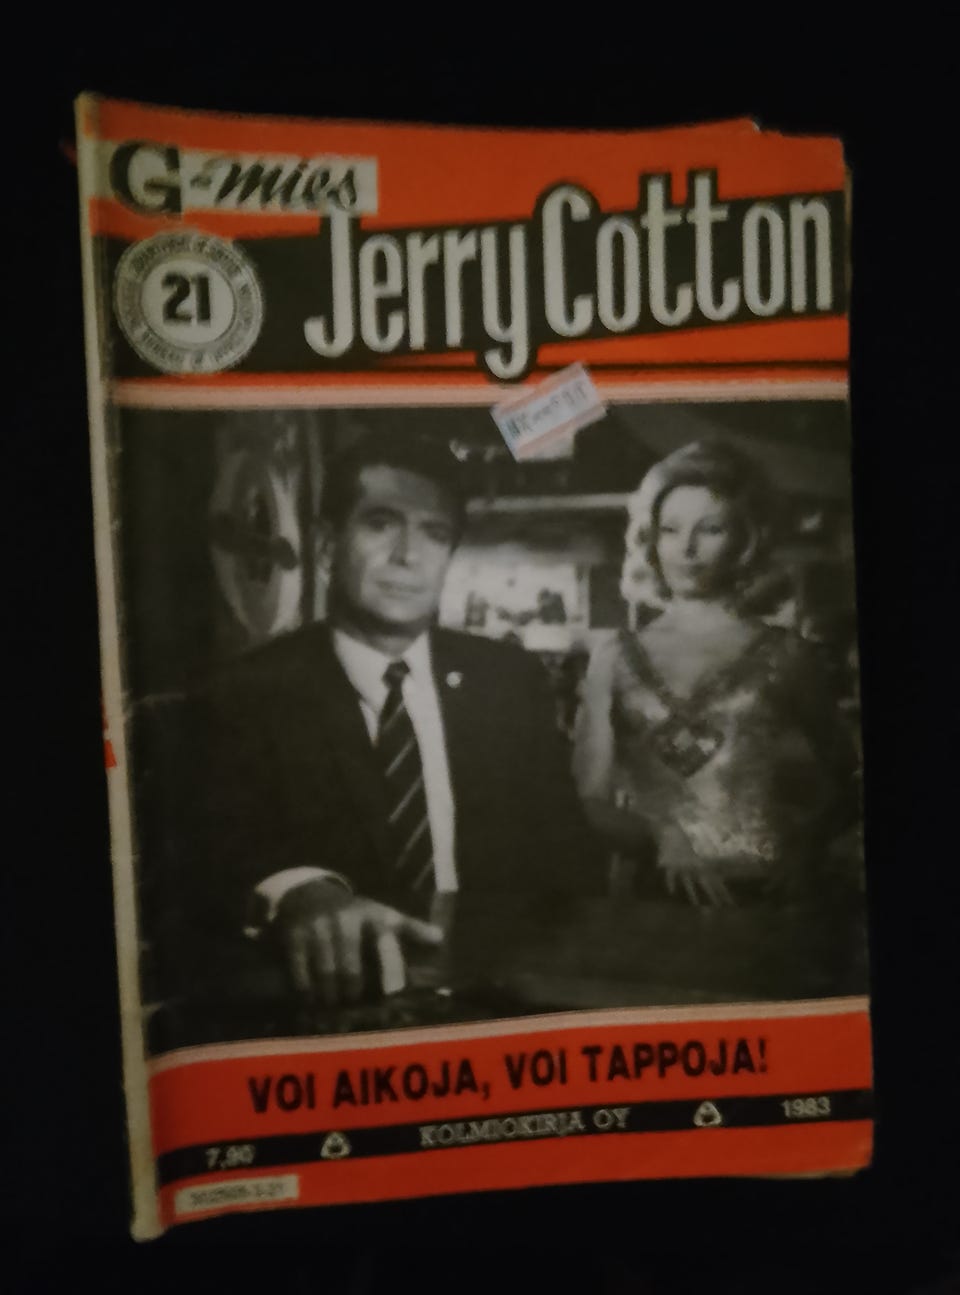 G-mies
Jerry Cotton
21
VOI AIKOJA, VOI TAPPOJA!
7,90 KOLMIOKIRJA OY 1983